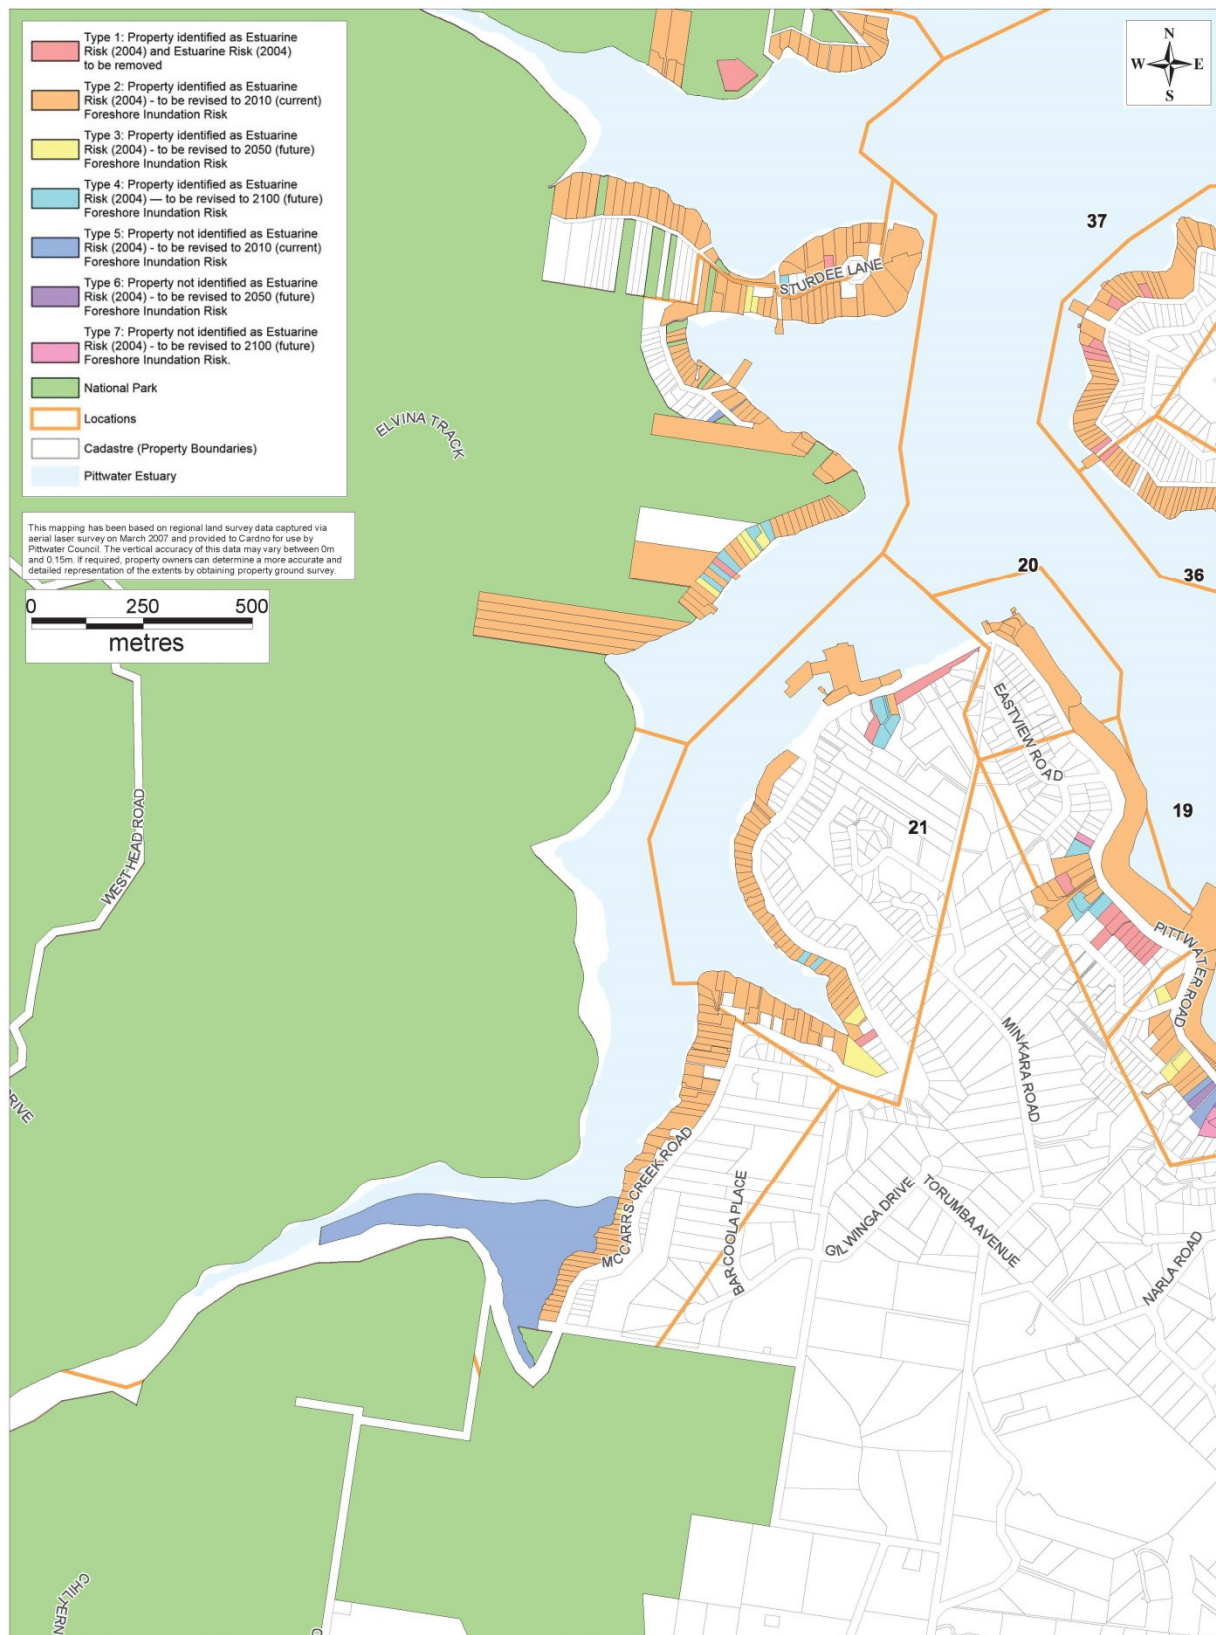 Type 1: Property identified as Estuarine
Risk (2004) and Estuarine Risk (2004)
to be removed
Type 2: Property identified as Estuarine
Risk (2004) - to be revised to 2010 (current)
Foreshore Inundation Risk
Type 3: Property identified as Estuarine
Risk (2004) - to be revised to 2050 (future)
Foreshore Inundation Risk
Type 4: Property identified as Estuarine
Risk (2004) — to be revised to 2100 (future)
Foreshore Inundation Risk
Type 5: Property not identified as Estuarine
Risk (2004) - to be revised to 2010 (current)
Foreshore Inundation Risk
Type 6: Property not identified as Estuarine
Risk (2004) - to be revised to 2050 (future)
Foreshore Inundation Risk
Type 7: Property not identified as Estuarine
Risk (2004) - to be revised to 2100 (future)
Foreshore Inundation Risk.
National Park
Locations
Cadastre (Property Boundaries)
Pittwater Estuary
This mapping has been based on regional land survey data captured via
aerial laser survey on March 2007 and provided to Cardno for use by
Pittwater Council. The vertical accuracy of this data may vary between 0m
and 0.15m. If required, property owners can determine a more accurate and
detailed representation of the extents by obtaining property ground survey.
0 250 500
metres
N
W E
S
37
STURDEE LANE
ELVINA TRACK
36
20
EASTVIEW ROAD
19
21
WEST HEAD ROAD
PITTWATER ROAD
MINKARA ROAD
RIVE
MCCARRS CREEK ROAD
BARCOOLA PLACE
GILWINGA DRIVE
TORUMBA AVENUE
NARLA ROAD
CHILTERN